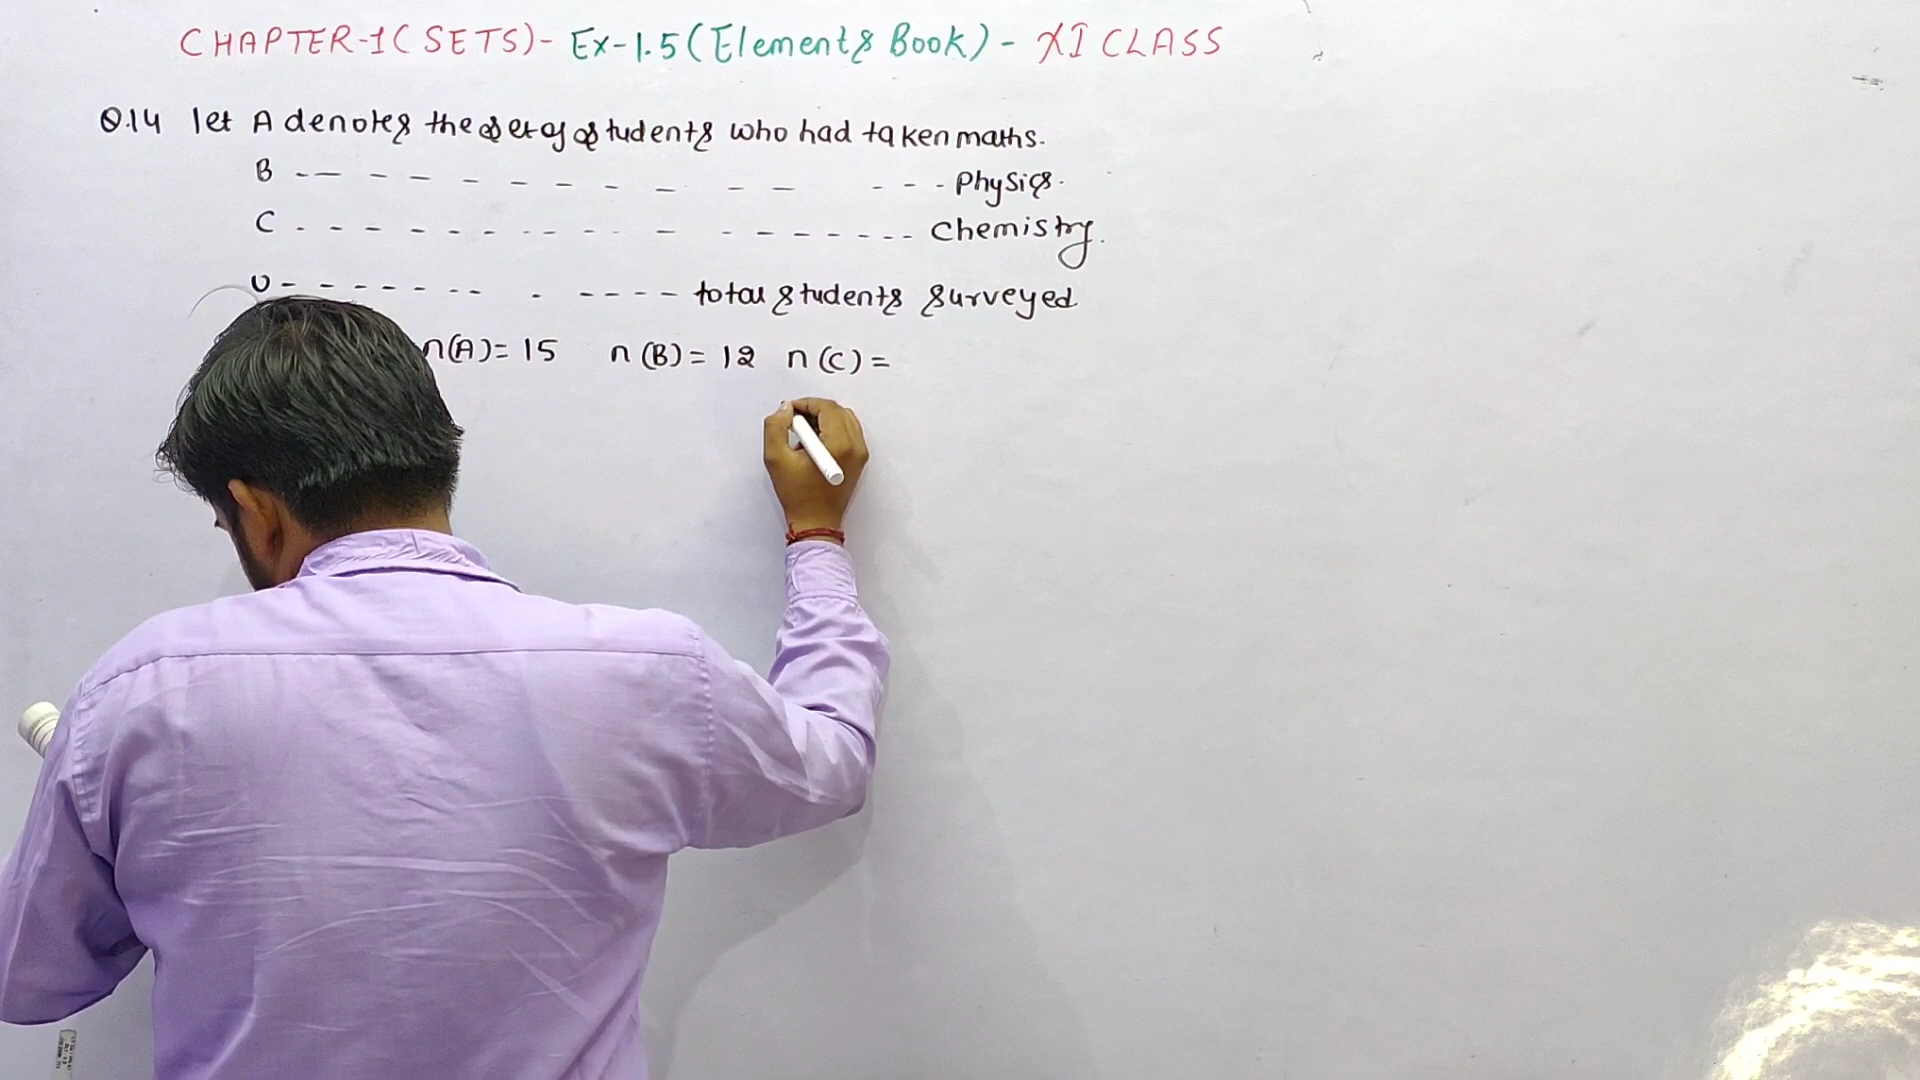 CHAPTER-1(SETS)- Ex-1.5(Elements Book)- XI CLASS
Q.14 let A denotes the set of students who had taken maths.
B -- - - - - - - - - - - - - - Physics.
C - - - - - - - - - - - - - - - - - - Chemistry.
U - - - - - - - - - - - - - total students surveyed
n(A)= 15 n(B)= 12 n(C)=